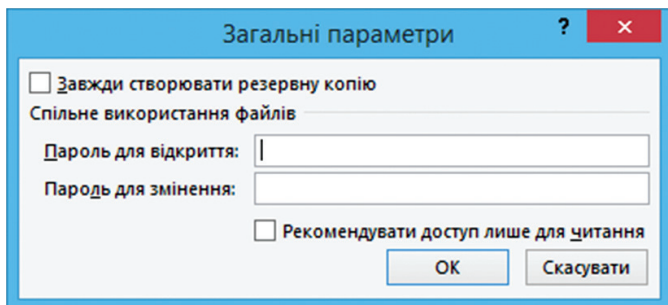 Загальні параметри ?
Завжди створювати резервну копію
Спільне використання файлів
Пароль для відкриття:
Пароль для змінення:
Рекомендувати доступ лише для читання
ОК Скасувати